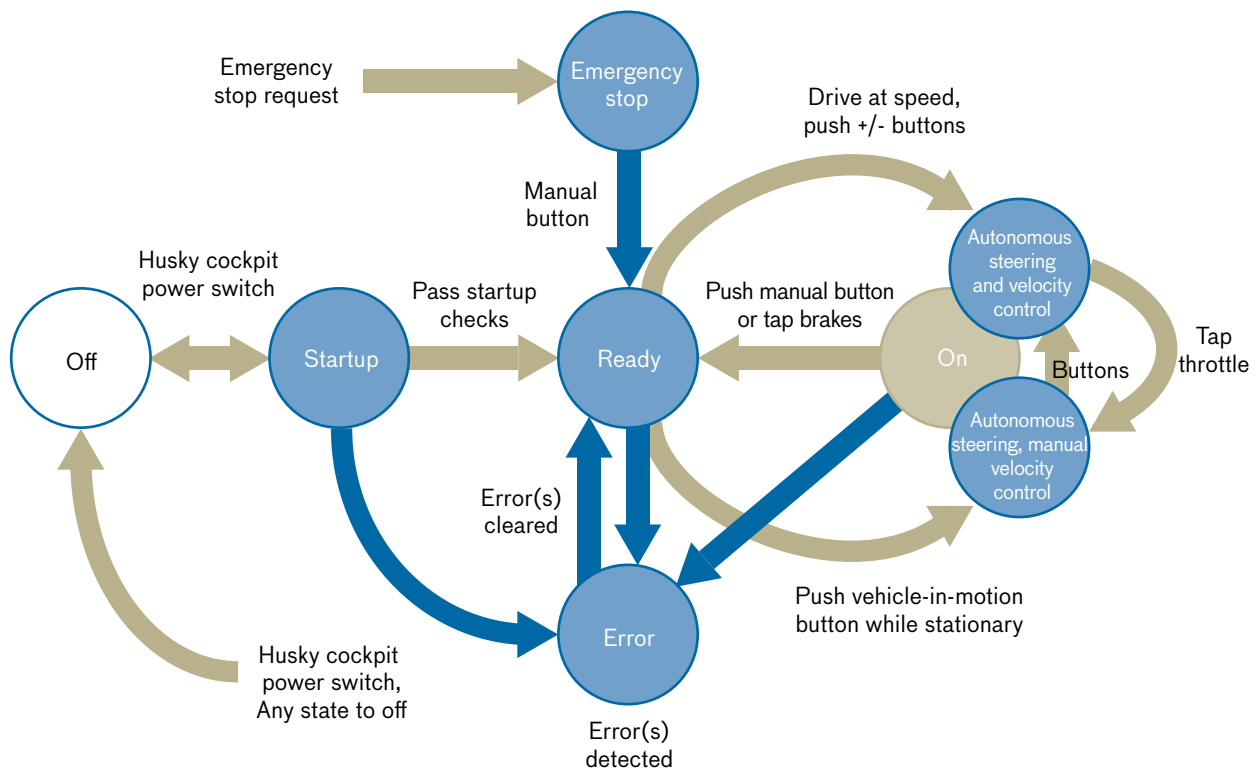 Emergency
stop request
Emergency
stop
Drive at speed,
push +/- buttons
Manual
button
Autonomous
steering
and velocity
control
Husky cockpit
power switch
Pass startup
checks
Push manual button
or tap brakes
Off
Startup
Ready
On
Buttons
Tap
throttle
Autonomous
steering, manual
velocity
control
Error(s)
cleared
Push vehicle-in-motion
button while stationary
Error
Husky cockpit
power switch,
Any state to off
Error(s)
detected